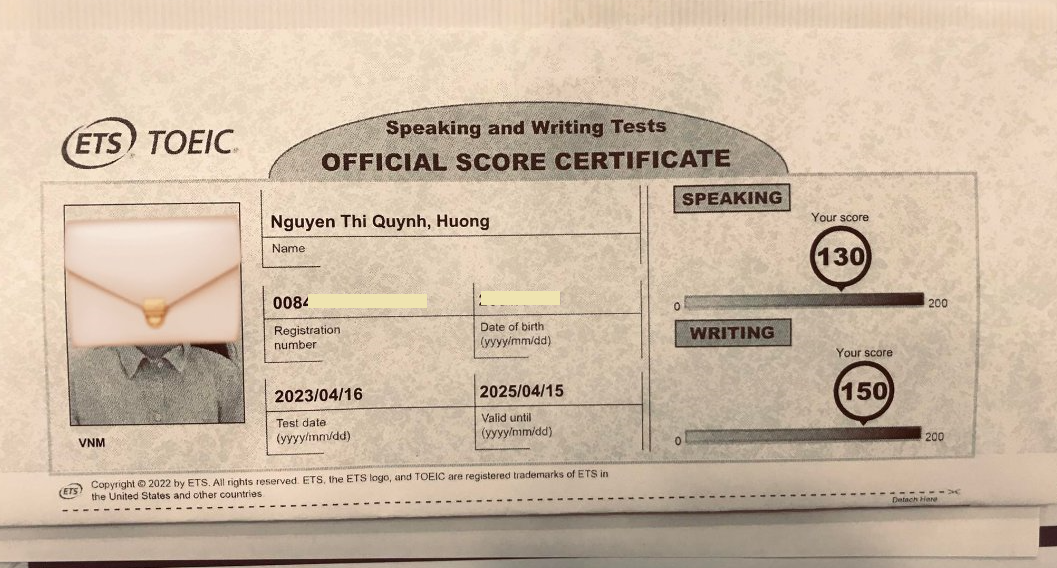 ETS TOEIC
Speaking and Writing Tests
OFFICIAL SCORE CERTIFICATE
Nguyen Thi Quynh, Huong
Name
0084
Registration
number
Date of birth
(yyyy/mm/dd)
2023/04/16
Test date
(yyyy/mm/dd)
2025/04/15
Valid until
(yyyy/mm/dd)
VNM
SPEAKING
Your score
130
0
200
WRITING
Your score
150
0
200
ETS
Copyright © 2022 by ETS. All rights reserved. ETS, the ETS logo, and TOEIC are registered trademarks of ETS in
the United States and other countries.
Detach Here